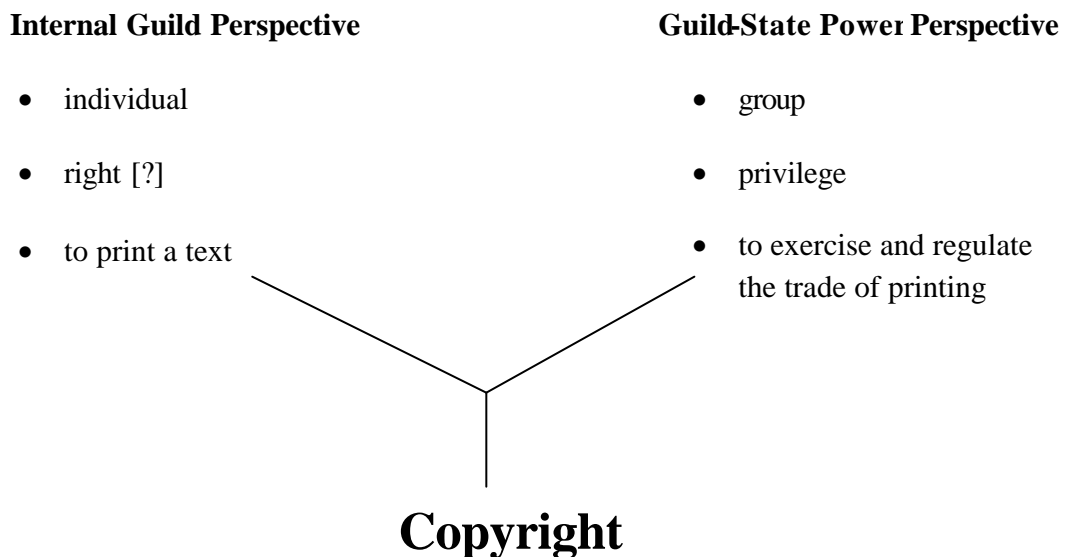 Internal Guild Perspective
• individual
• right [?]
• to print a text
Guild-State Power Perspective
• group
• privilege
• to exercise and regulate
the trade of printing
Copyright